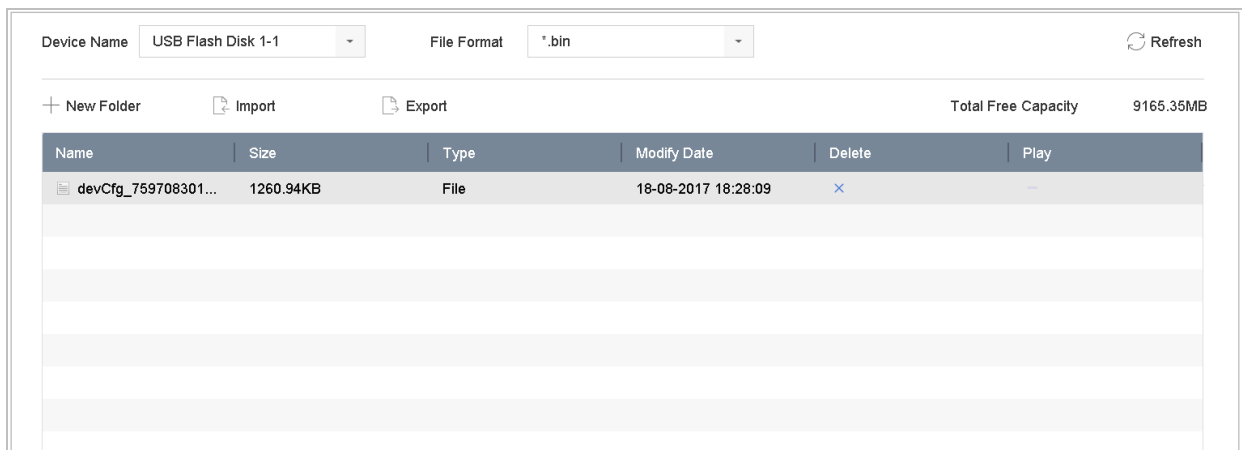 Device Name USB Flash Disk 1-1 File Format *.bin Refresh
New Folder Import Export Total Free Capacity 9165.35MB
Name Size Type Modify Date Delete Play
devCfg_759708301... 1260.94KB File 18-08-2017 18:28:09